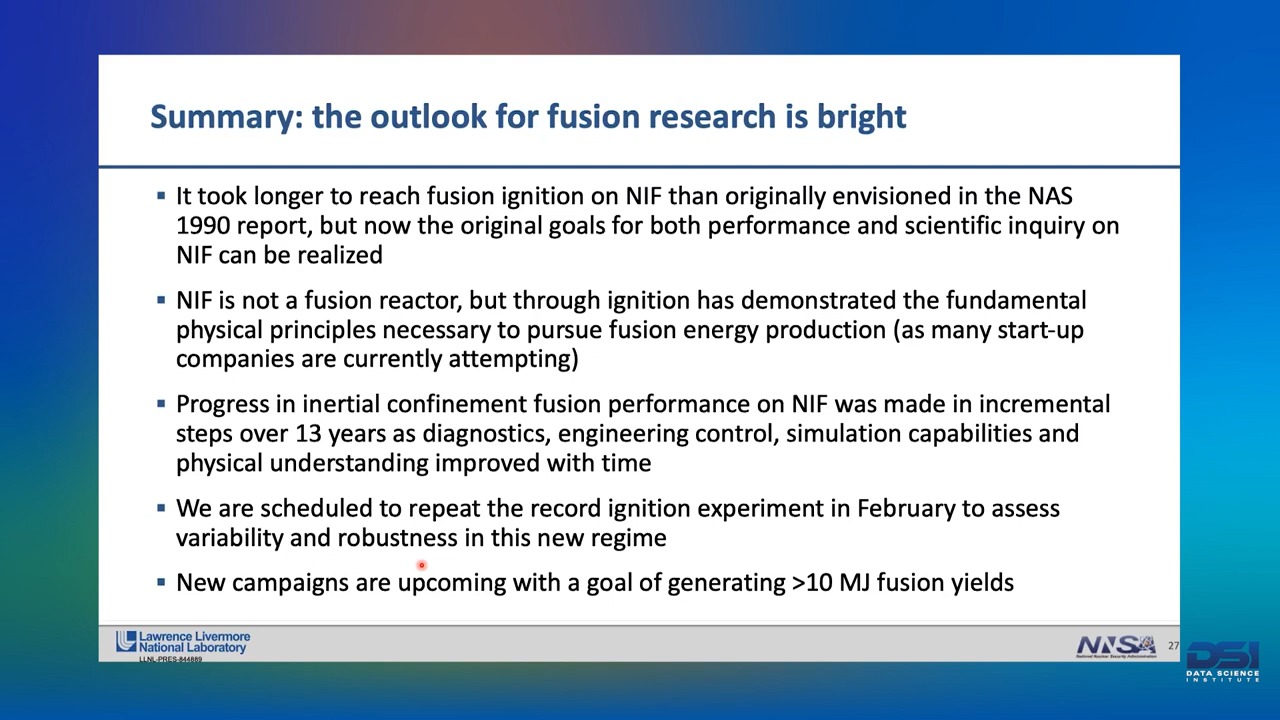 Summary: the outlook for fusion research is bright
▪ It took longer to reach fusion ignition on NIF than originally envisioned in the NAS
1990 report, but now the original goals for both performance and scientific inquiry on
NIF can be realized
▪ NIF is not a fusion reactor, but through ignition has demonstrated the fundamental
physical principles necessary to pursue fusion energy production (as many start-up
companies are currently attempting)
▪ Progress in inertial confinement fusion performance on NIF was made in incremental
steps over 13 years as diagnostics, engineering control, simulation capabilities and
physical understanding improved with time
▪ We are scheduled to repeat the record ignition experiment in February to assess
variability and robustness in this new regime
▪ New campaigns are upcoming with a goal of generating >10 MJ fusion yields
Lawrence Livermore
National Laboratory
LLNL-PRES-844889
NNSA
National Nuclear Security Administration
27
DSI
DATA SCIENCE
INSTITUTE